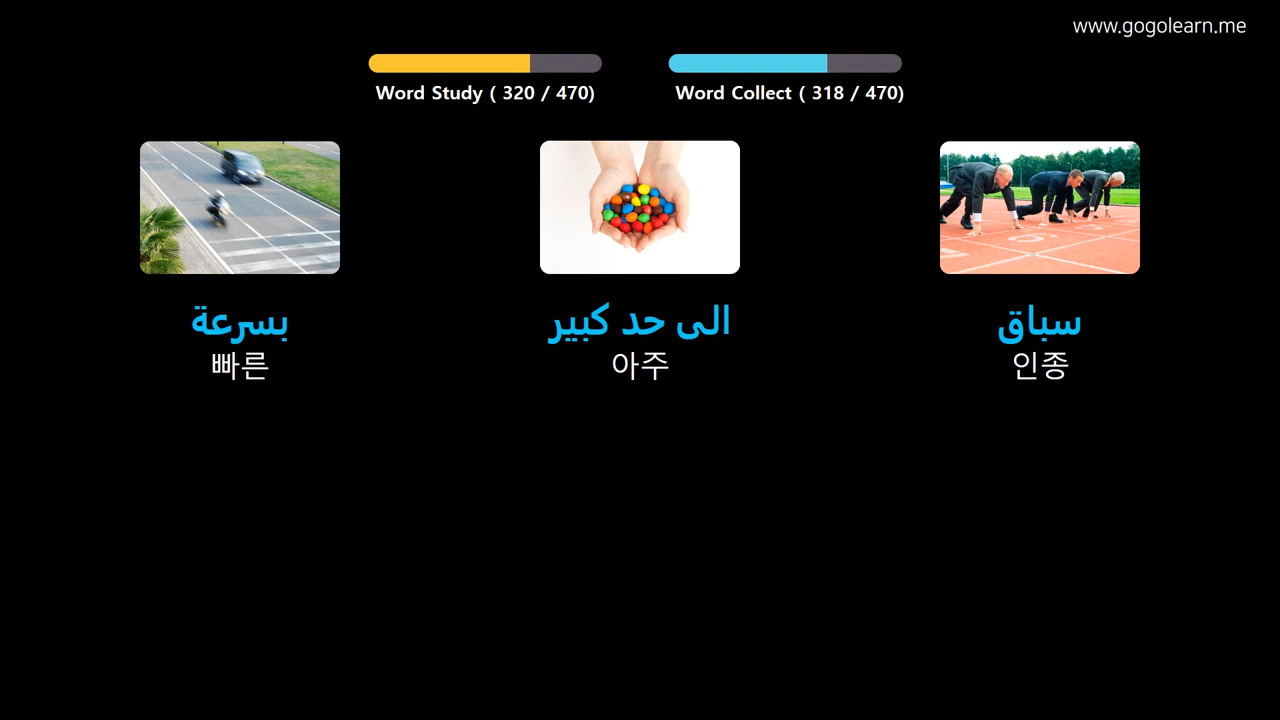 www.gogolearn.me
Word Study ( 320 / 470)
Word Collect ( 318 / 470)
بسرعة
빠른
الى حد كبير
아주
سباق
인종